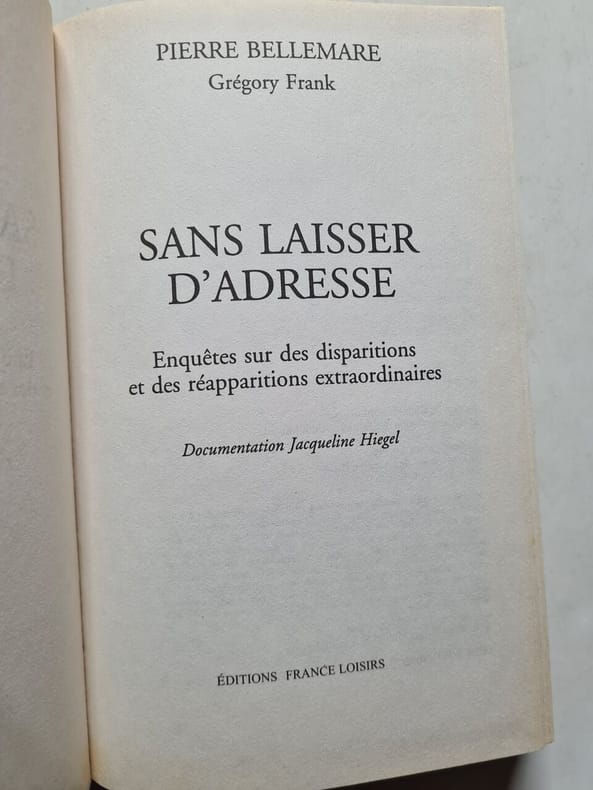 PIERRE BELLEMARE
Grégory Frank
SANS LAISSER
D'ADRESSE
Enquêtes sur des disparitions
et des réapparitions extraordinaires
Documentation Jacqueline Hiegel
ÉDITIONS FRANCE LOISIRS